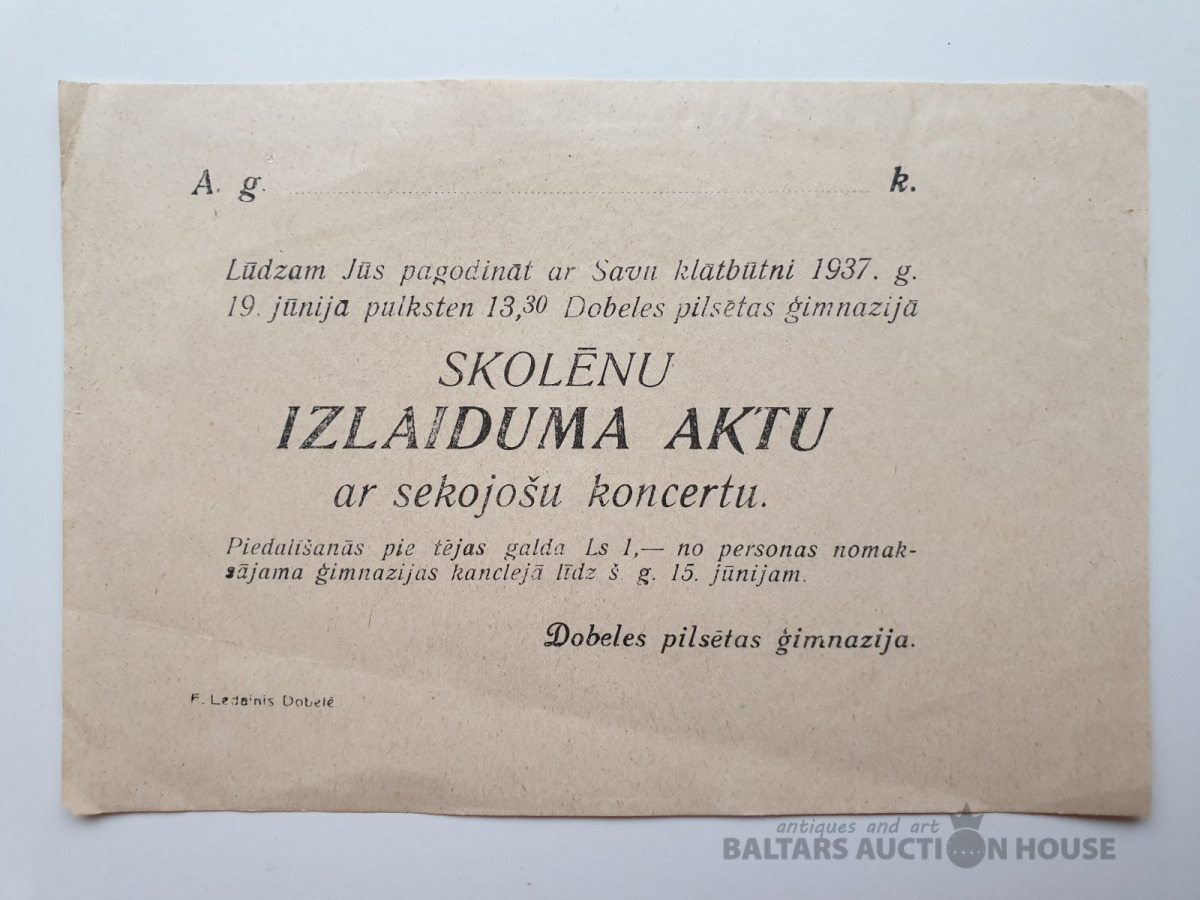 A. g. ........................................ k.
Lūdzam Jūs pagodināt ar Savu klātbūtni 1937. g.
19. jūnijā pulksten 13,30 Dobeles pilsētas ģimnazijā
SKOLĒNU
IZLAIDUMA AKTU
ar sekojošu koncertu.
Piedališanās pie tējas galda Ls 1,— no personas nomak-
sājama ģimnazijas kanclejā līdz š. g. 15. jūnijam.
Dobeles pilsētas ģimnazija.
F. Ledainis Dobelē
antiques and art
BALTARS AUCTION HOUSE